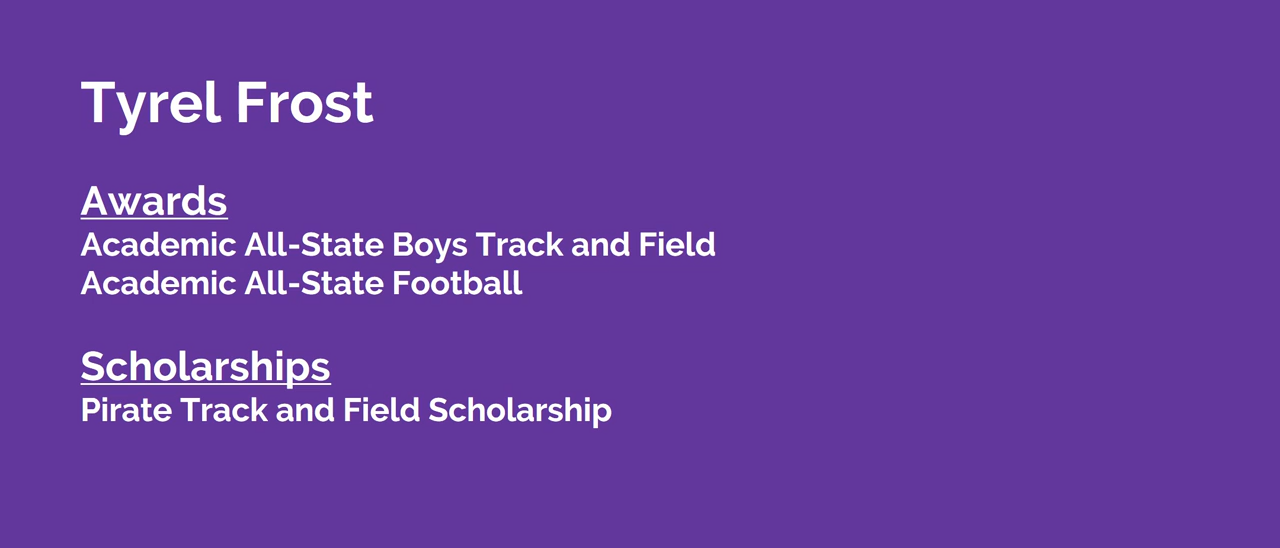 Tyrel Frost
Awards
Academic All-State Boys Track and Field
Academic All-State Football
Scholarships
Pirate Track and Field Scholarship